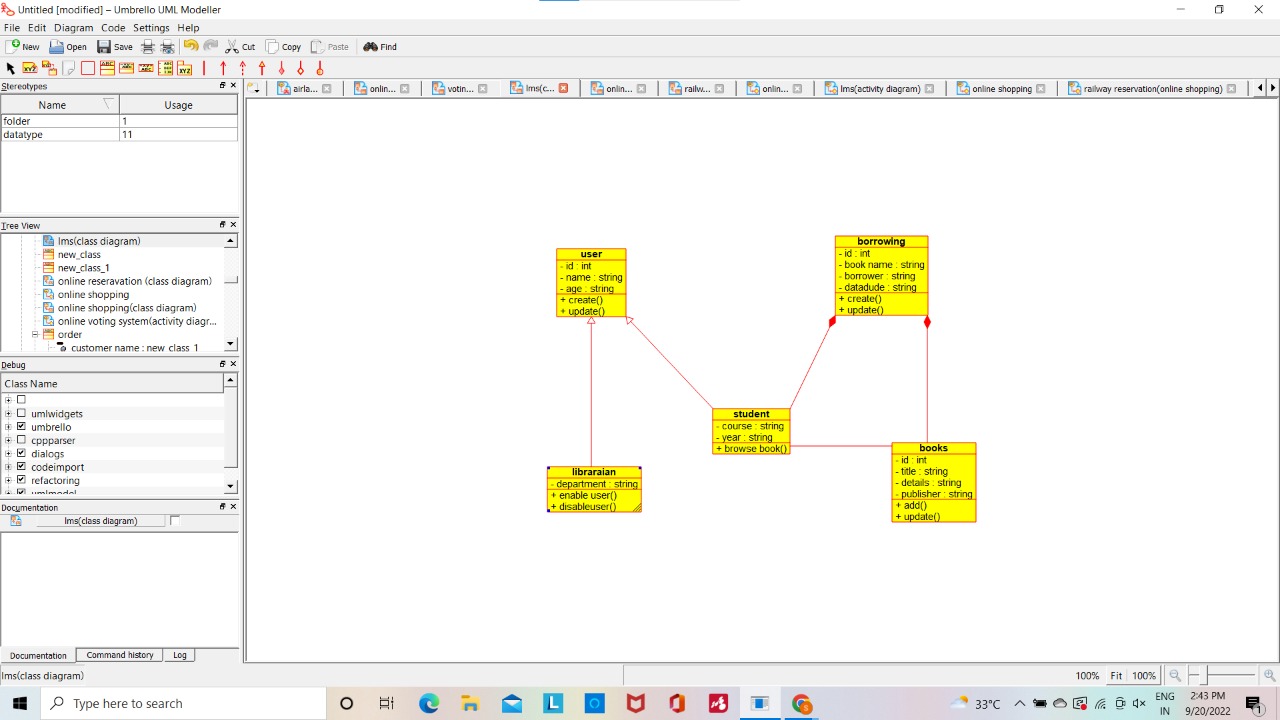 Untitled [modified] – Umbrello UML Modeller
File Edit Diagram Code Settings Help
New Open Save Cut Copy Paste Find
Stereotypes
Name Usage
folder 1
datatype 11
Tree View
lms(class diagram)
new_class
new_class_1
online reseravation (class diagram)
online shopping
online shopping(class diagram)
online voting system(activity diagr...
order
customer name : new_class_1
Debug
Class Name
umlwidgets
umbrello
cppparser
dialogs
codeimport
refactoring
umlmodel
Documentation
lms(class diagram)
Documentation Command history Log
lms(class diagram)
airla... onlin... votin... lms(c... onlin... railw... onlin... lms(activity diagram) online shopping railway reservation(online shopping)
user
- id : int
- name : string
- age : string
+ create()
+ update()
borrowing
- id : int
- book name : string
- borrower : string
- datadude : string
+ create()
+ update()
student
- course : string
- year : string
+ browse book()
libraraian
- department : string
+ enable user()
+ disableuser()
books
- id : int
- title : string
- details : string
- publisher : string
+ add()
+ update()
100% Fit 100%
Type here to search
33°C
ENG
IN
2:43 PM
9/20/2022